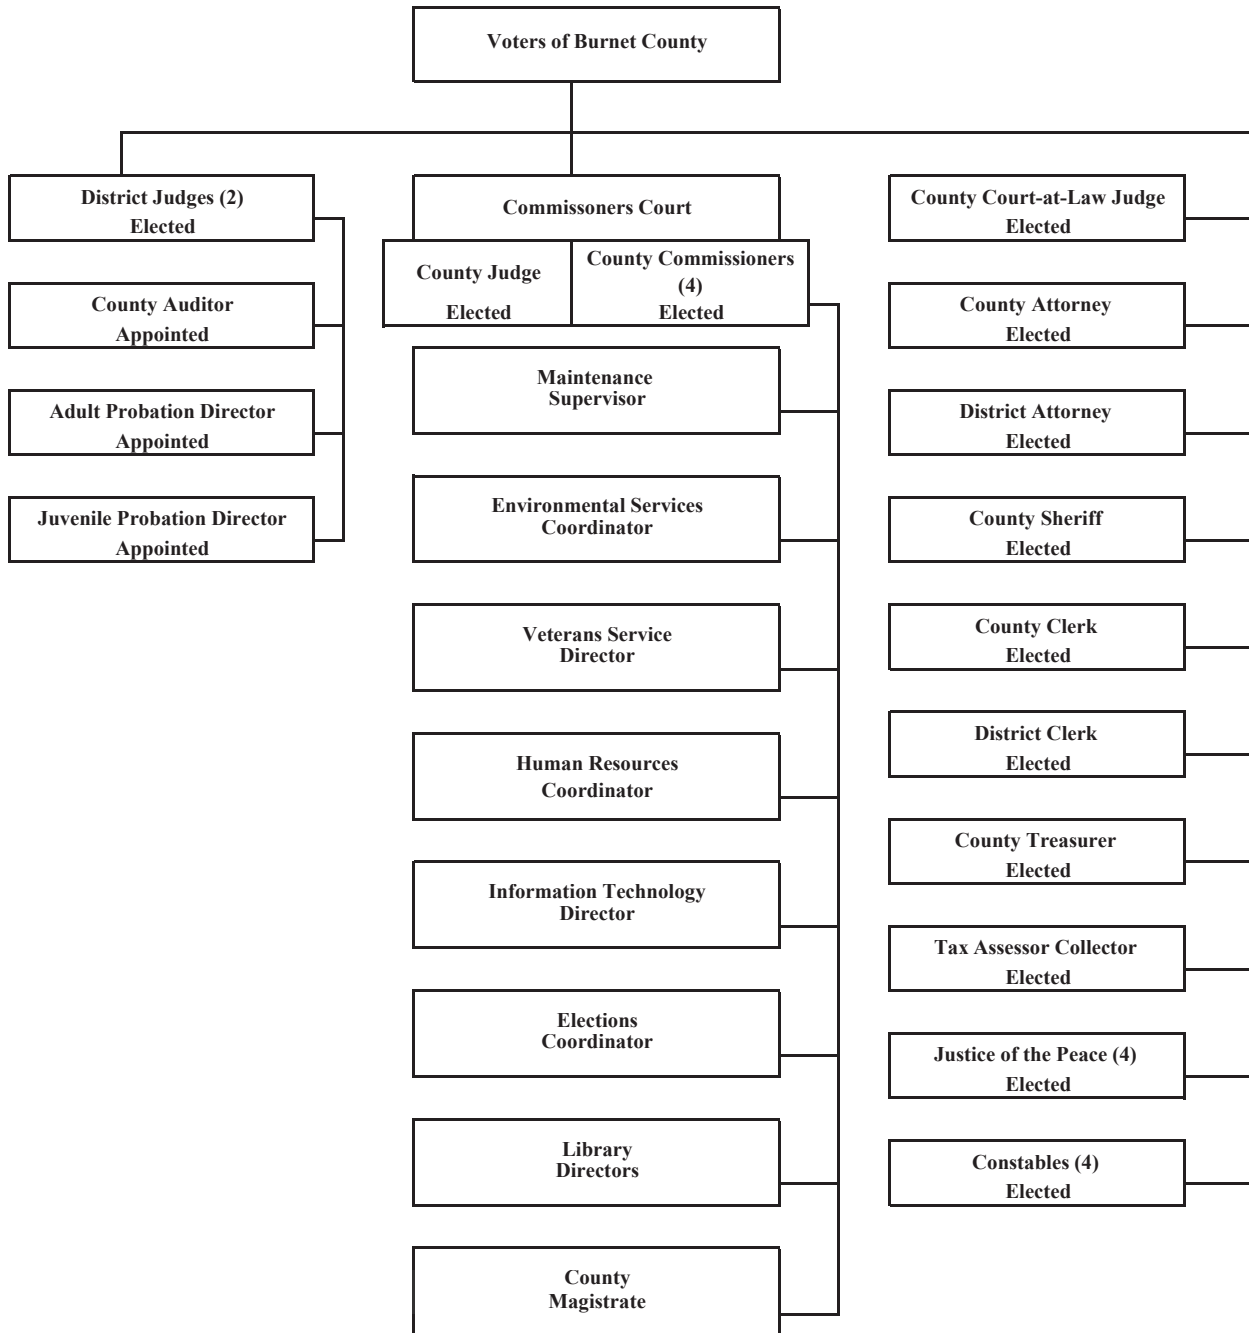 Voters of Burnet County
District Judges (2)
Elected
County Auditor
Appointed
Adult Probation Director
Appointed
Juvenile Probation Director
Appointed
Commissoners Court
County Judge
Elected
County Commissioners
(4)
Elected
Maintenance
Supervisor
Environmental Services
Coordinator
Veterans Service
Director
Human Resources
Coordinator
Information Technology
Director
Elections
Coordinator
Library
Directors
County
Magistrate
County Court-at-Law Judge
Elected
County Attorney
Elected
District Attorney
Elected
County Sheriff
Elected
County Clerk
Elected
District Clerk
Elected
County Treasurer
Elected
Tax Assessor Collector
Elected
Justice of the Peace (4)
Elected
Constables (4)
Elected